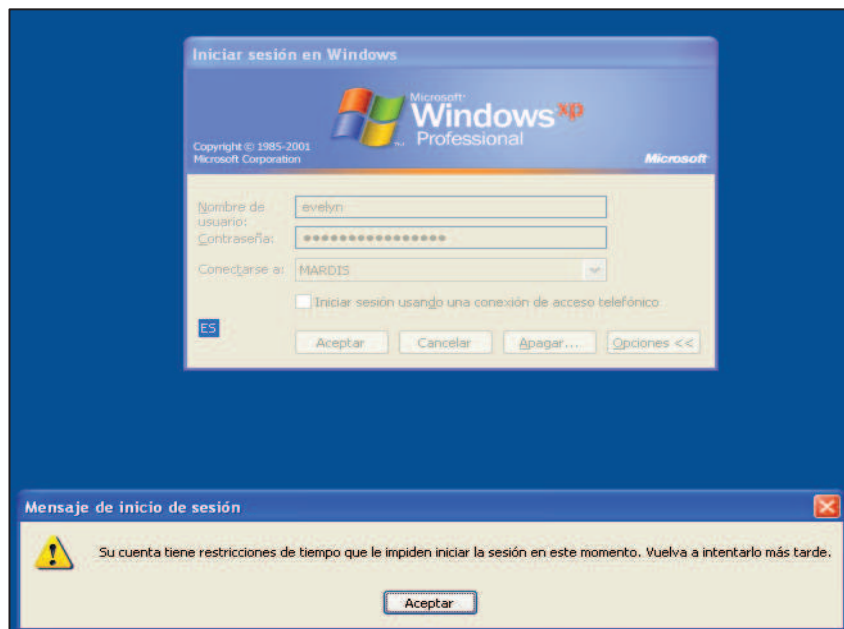 Iniciar sesión en Windows
Microsoft®
Windows xp
Professional
Copyright © 1985-2001
Microsoft Corporation
Microsoft
Nombre de usuario:
evelyn
Contraseña:
Conectarse a:
MARDIS
Iniciar sesión usando una conexión de acceso telefónico
ES
Aceptar
Cancelar
Apagar...
Opciones <<
Mensaje de inicio de sesión
Su cuenta tiene restricciones de tiempo que le impiden iniciar la sesión en este momento. Vuelva a intentarlo más tarde.
Aceptar